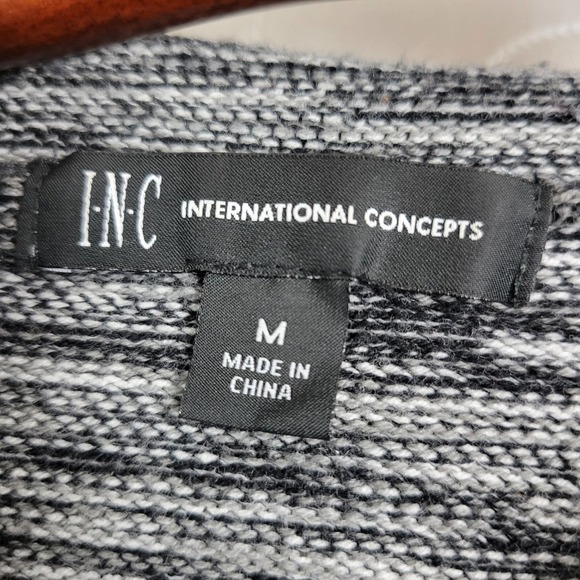 I·N·C INTERNATIONAL CONCEPTS
M
MADE IN
CHINA